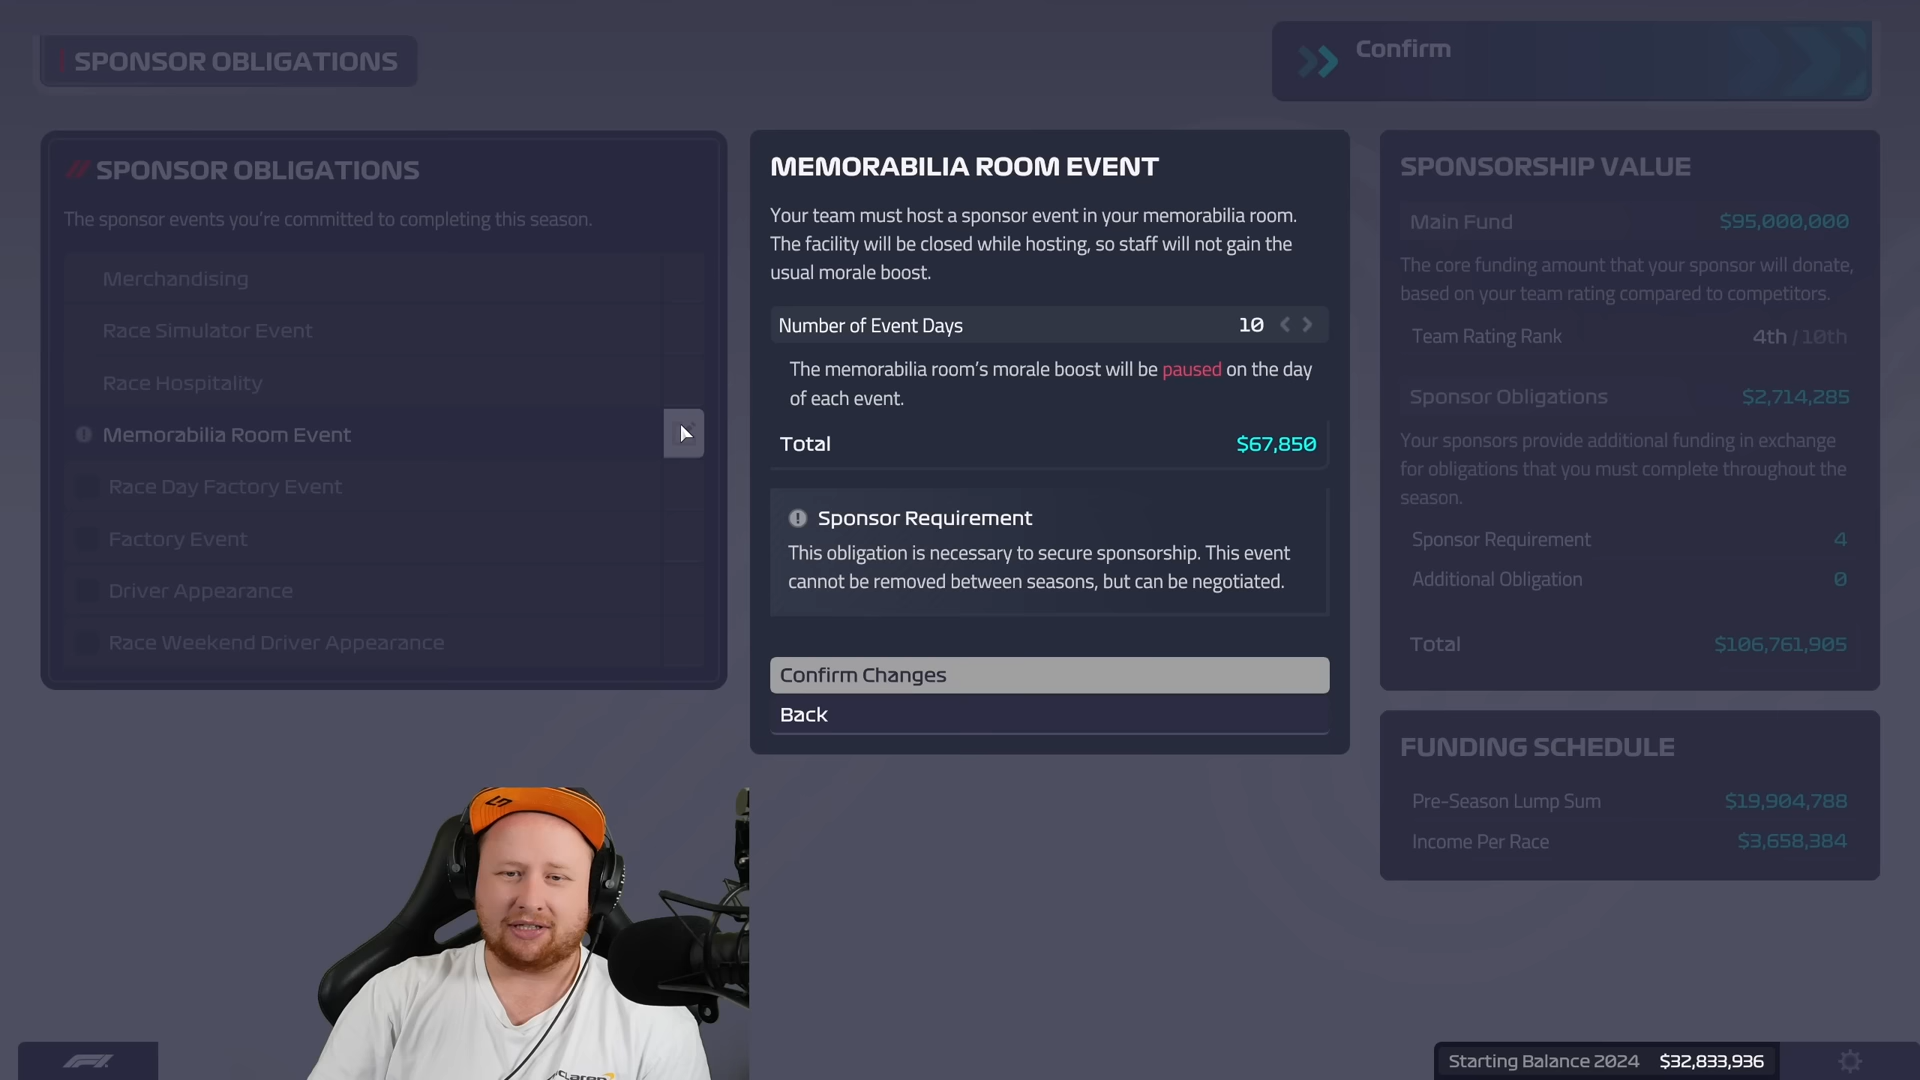 SPONSOR OBLIGATIONS
Confirm
SPONSOR OBLIGATIONS
The sponsor events you're committed to completing this season.
Merchandising
Race Simulator Event
Race Hospitality
Memorabilia Room Event
Race Day Factory Event
Factory Event
Driver Appearance
Race Weekend Driver Appearance
MEMORABILIA ROOM EVENT
Your team must host a sponsor event in your memorabilia room.
The facility will be closed while hosting, so staff will not gain the
usual morale boost.
Number of Event Days 10
The memorabilia room's morale boost will be paused on the day
of each event.
Total $67,850
Sponsor Requirement
This obligation is necessary to secure sponsorship. This event
cannot be removed between seasons, but can be negotiated.
Confirm Changes
Back
SPONSORSHIP VALUE
Main Fund $95,000,000
The core funding amount that your sponsor will donate,
based on your team rating compared to competitors.
Team Rating Rank 4th / 10th
Sponsor Obligations $2,714,285
Your sponsors provide additional funding in exchange
for obligations that you must complete throughout the
season.
Sponsor Requirement 4
Additional Obligation 0
Total $106,761,905
FUNDING SCHEDULE
Pre-Season Lump Sum $19,904,788
Income Per Race $3,658,384
F1
Starting Balance 2024 $32,833,936